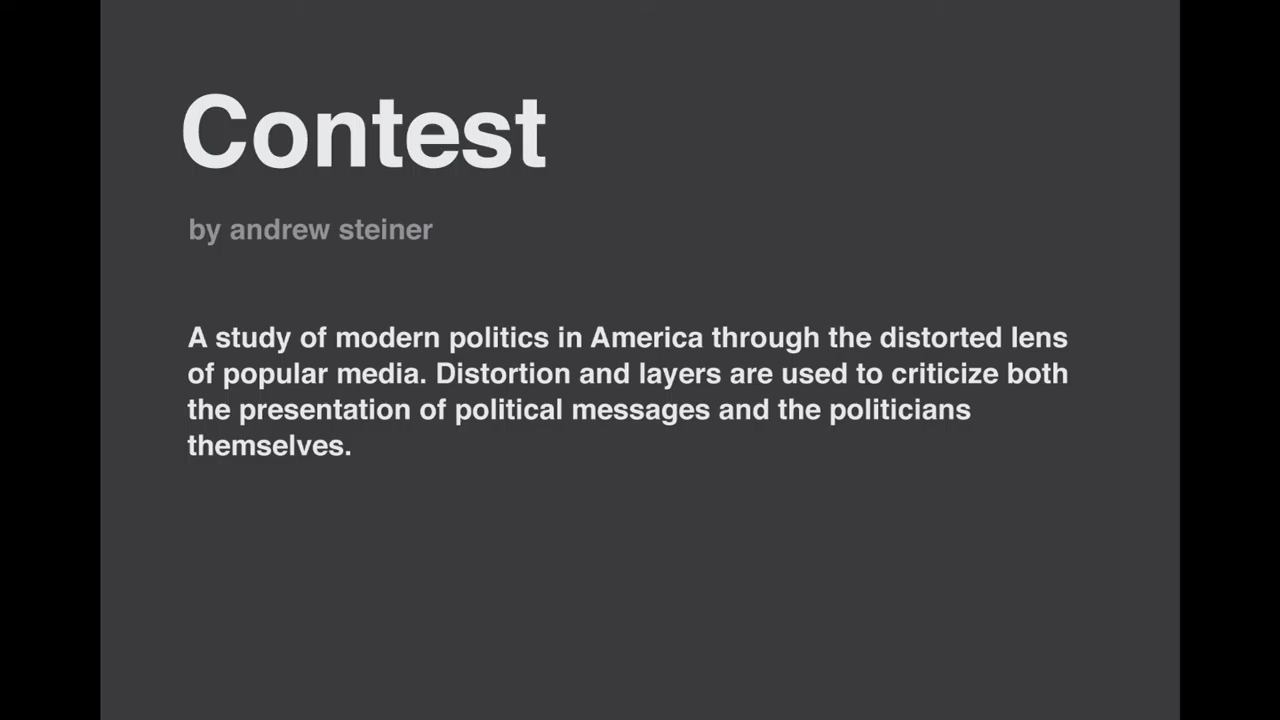 Contest
by andrew steiner
A study of modern politics in America through the distorted lens
of popular media. Distortion and layers are used to criticize both
the presentation of political messages and the politicians
themselves.